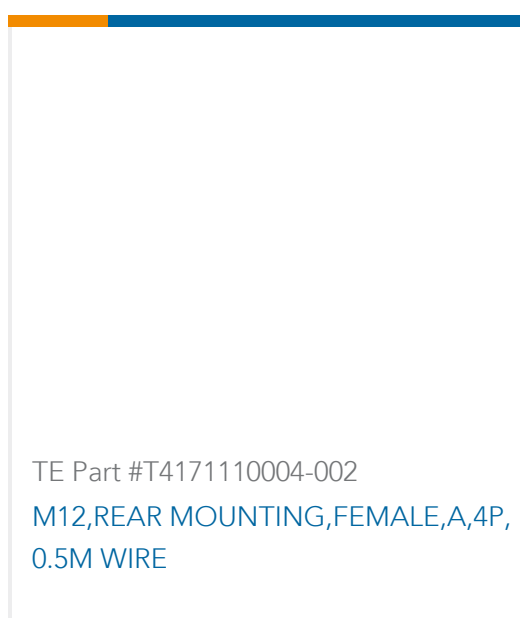 TE Part #T4171110004-002
M12,REAR MOUNTING,FEMALE,A,4P,
0.5M WIRE